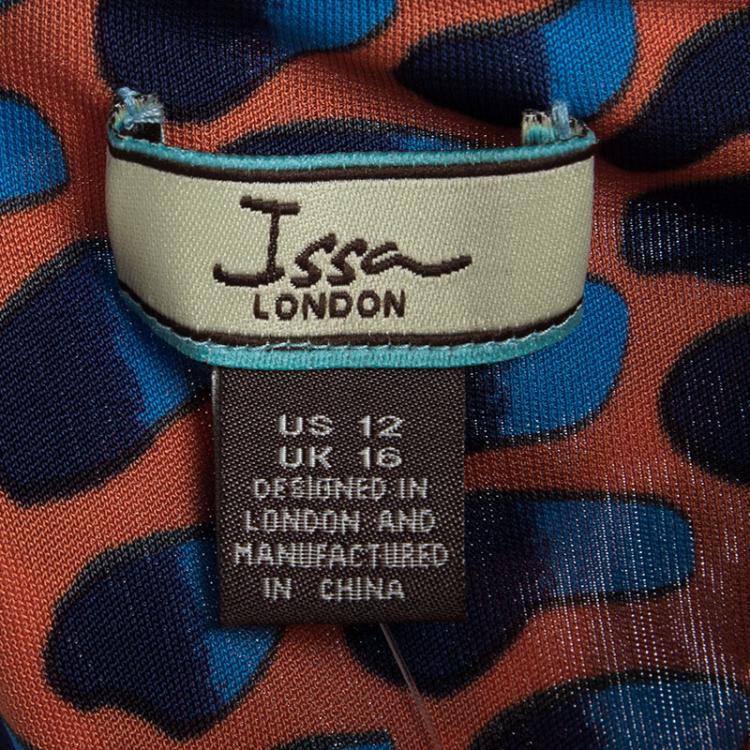 Issa
LONDON
US 12
UK 16
DESIGNED IN
LONDON AND
MANUFACTURED
IN CHINA